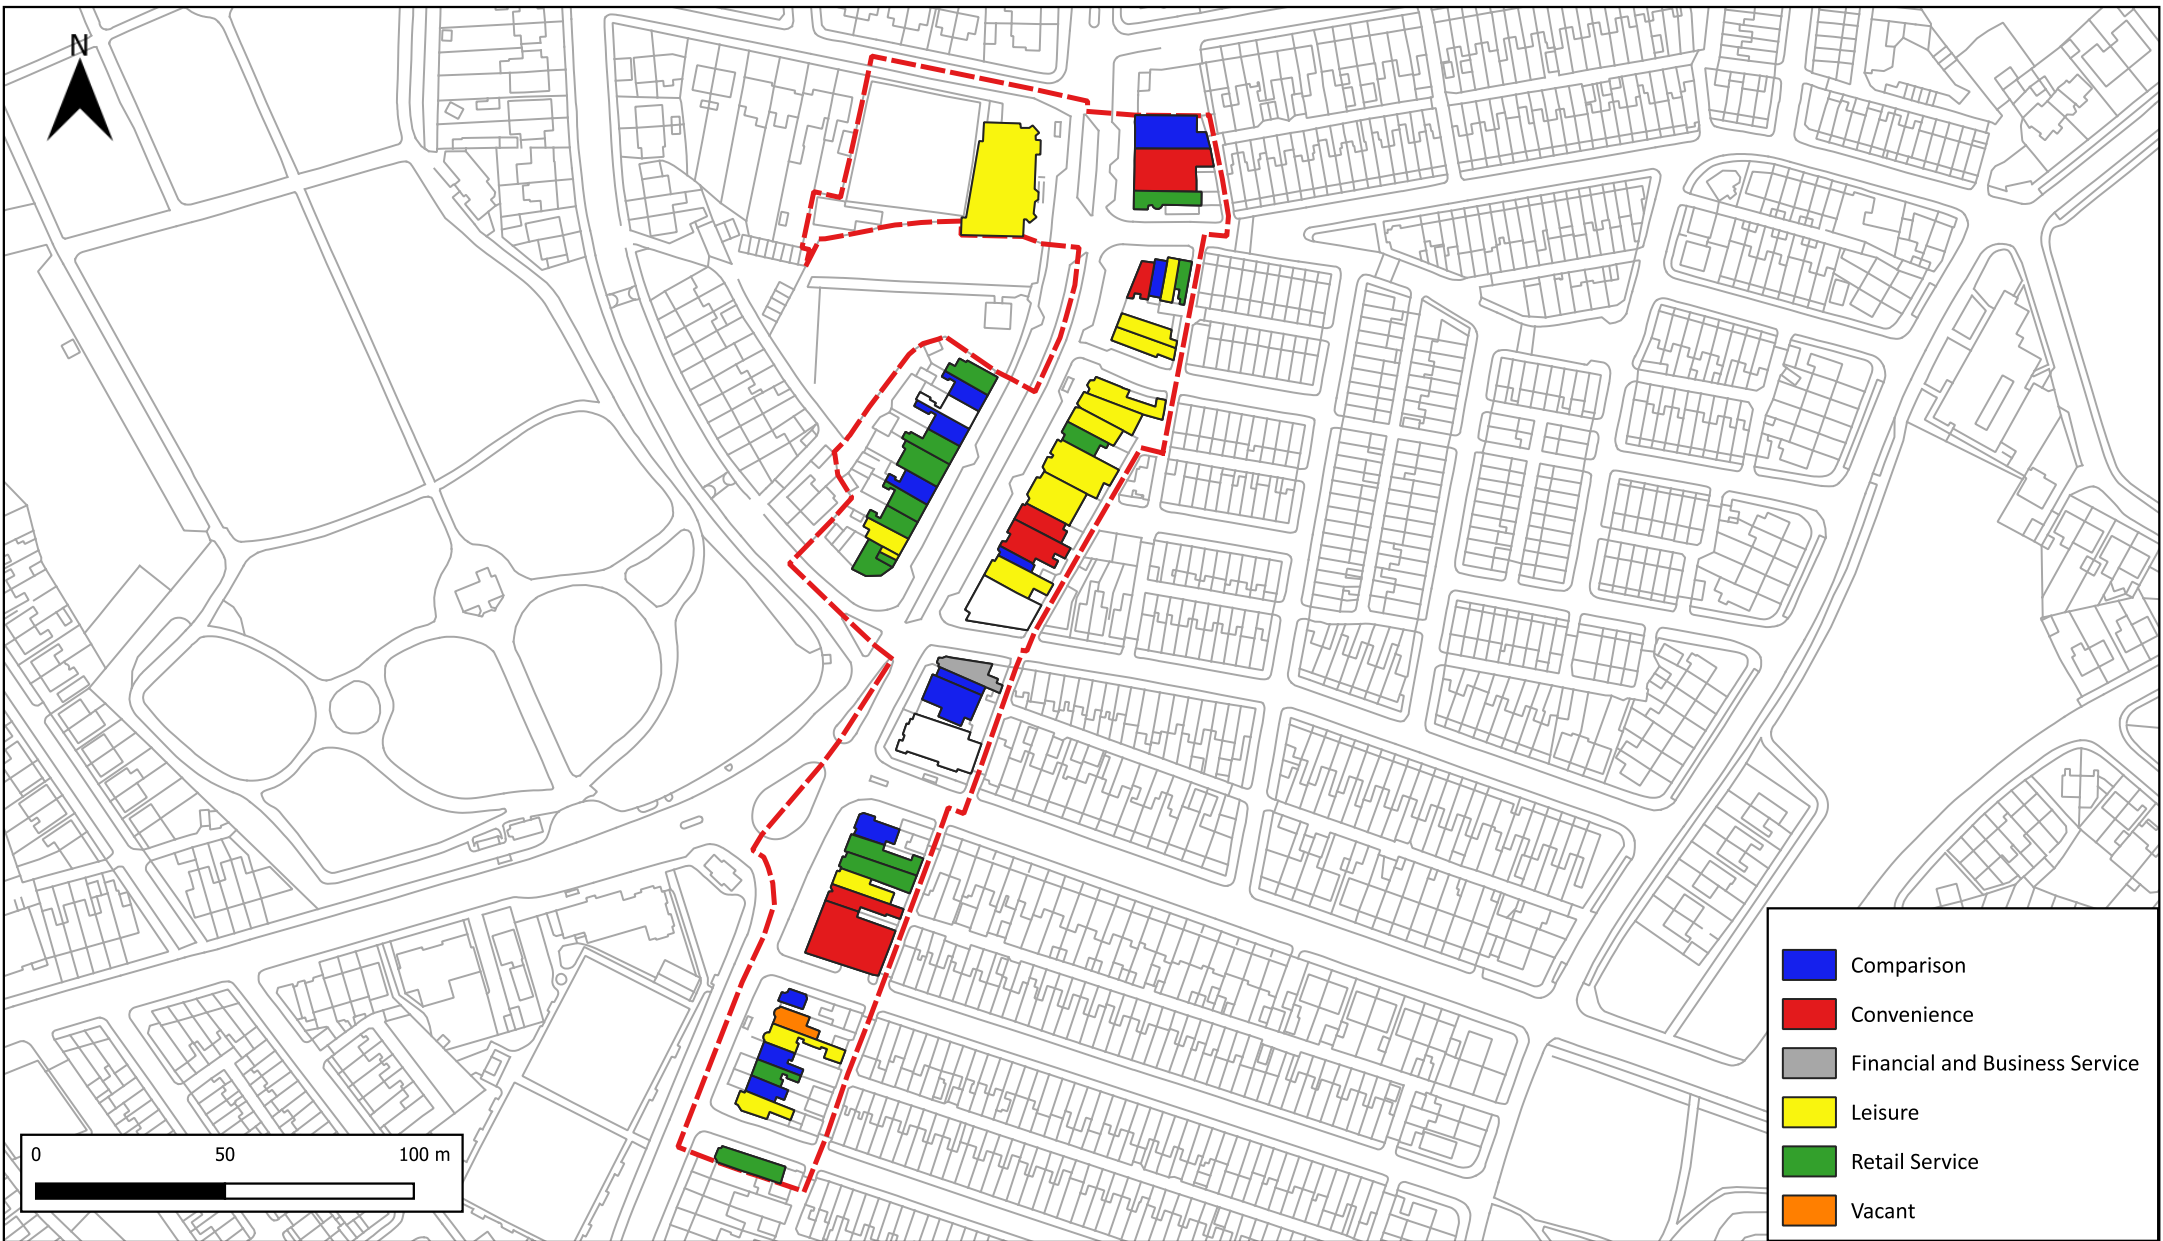 N
Comparison
Convenience
Financial and Business Service
Leisure
Retail Service
Vacant
0 50 100 m